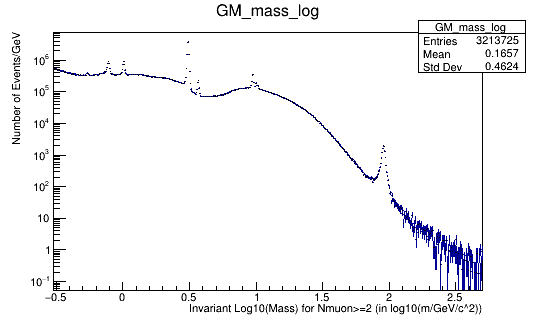 GM_mass_log
GM_mass_log
Entries 3213725
Mean 0.1657
Std Dev 0.4624
Number of Events/GeV
10^6
10^5
10^4
10^3
10^2
10
1
10^-1
-0.5 0 0.5 1 1.5 2 2.5
Invariant Log10(Mass) for Nmuon>=2 (in log10(m/GeV/c^2))